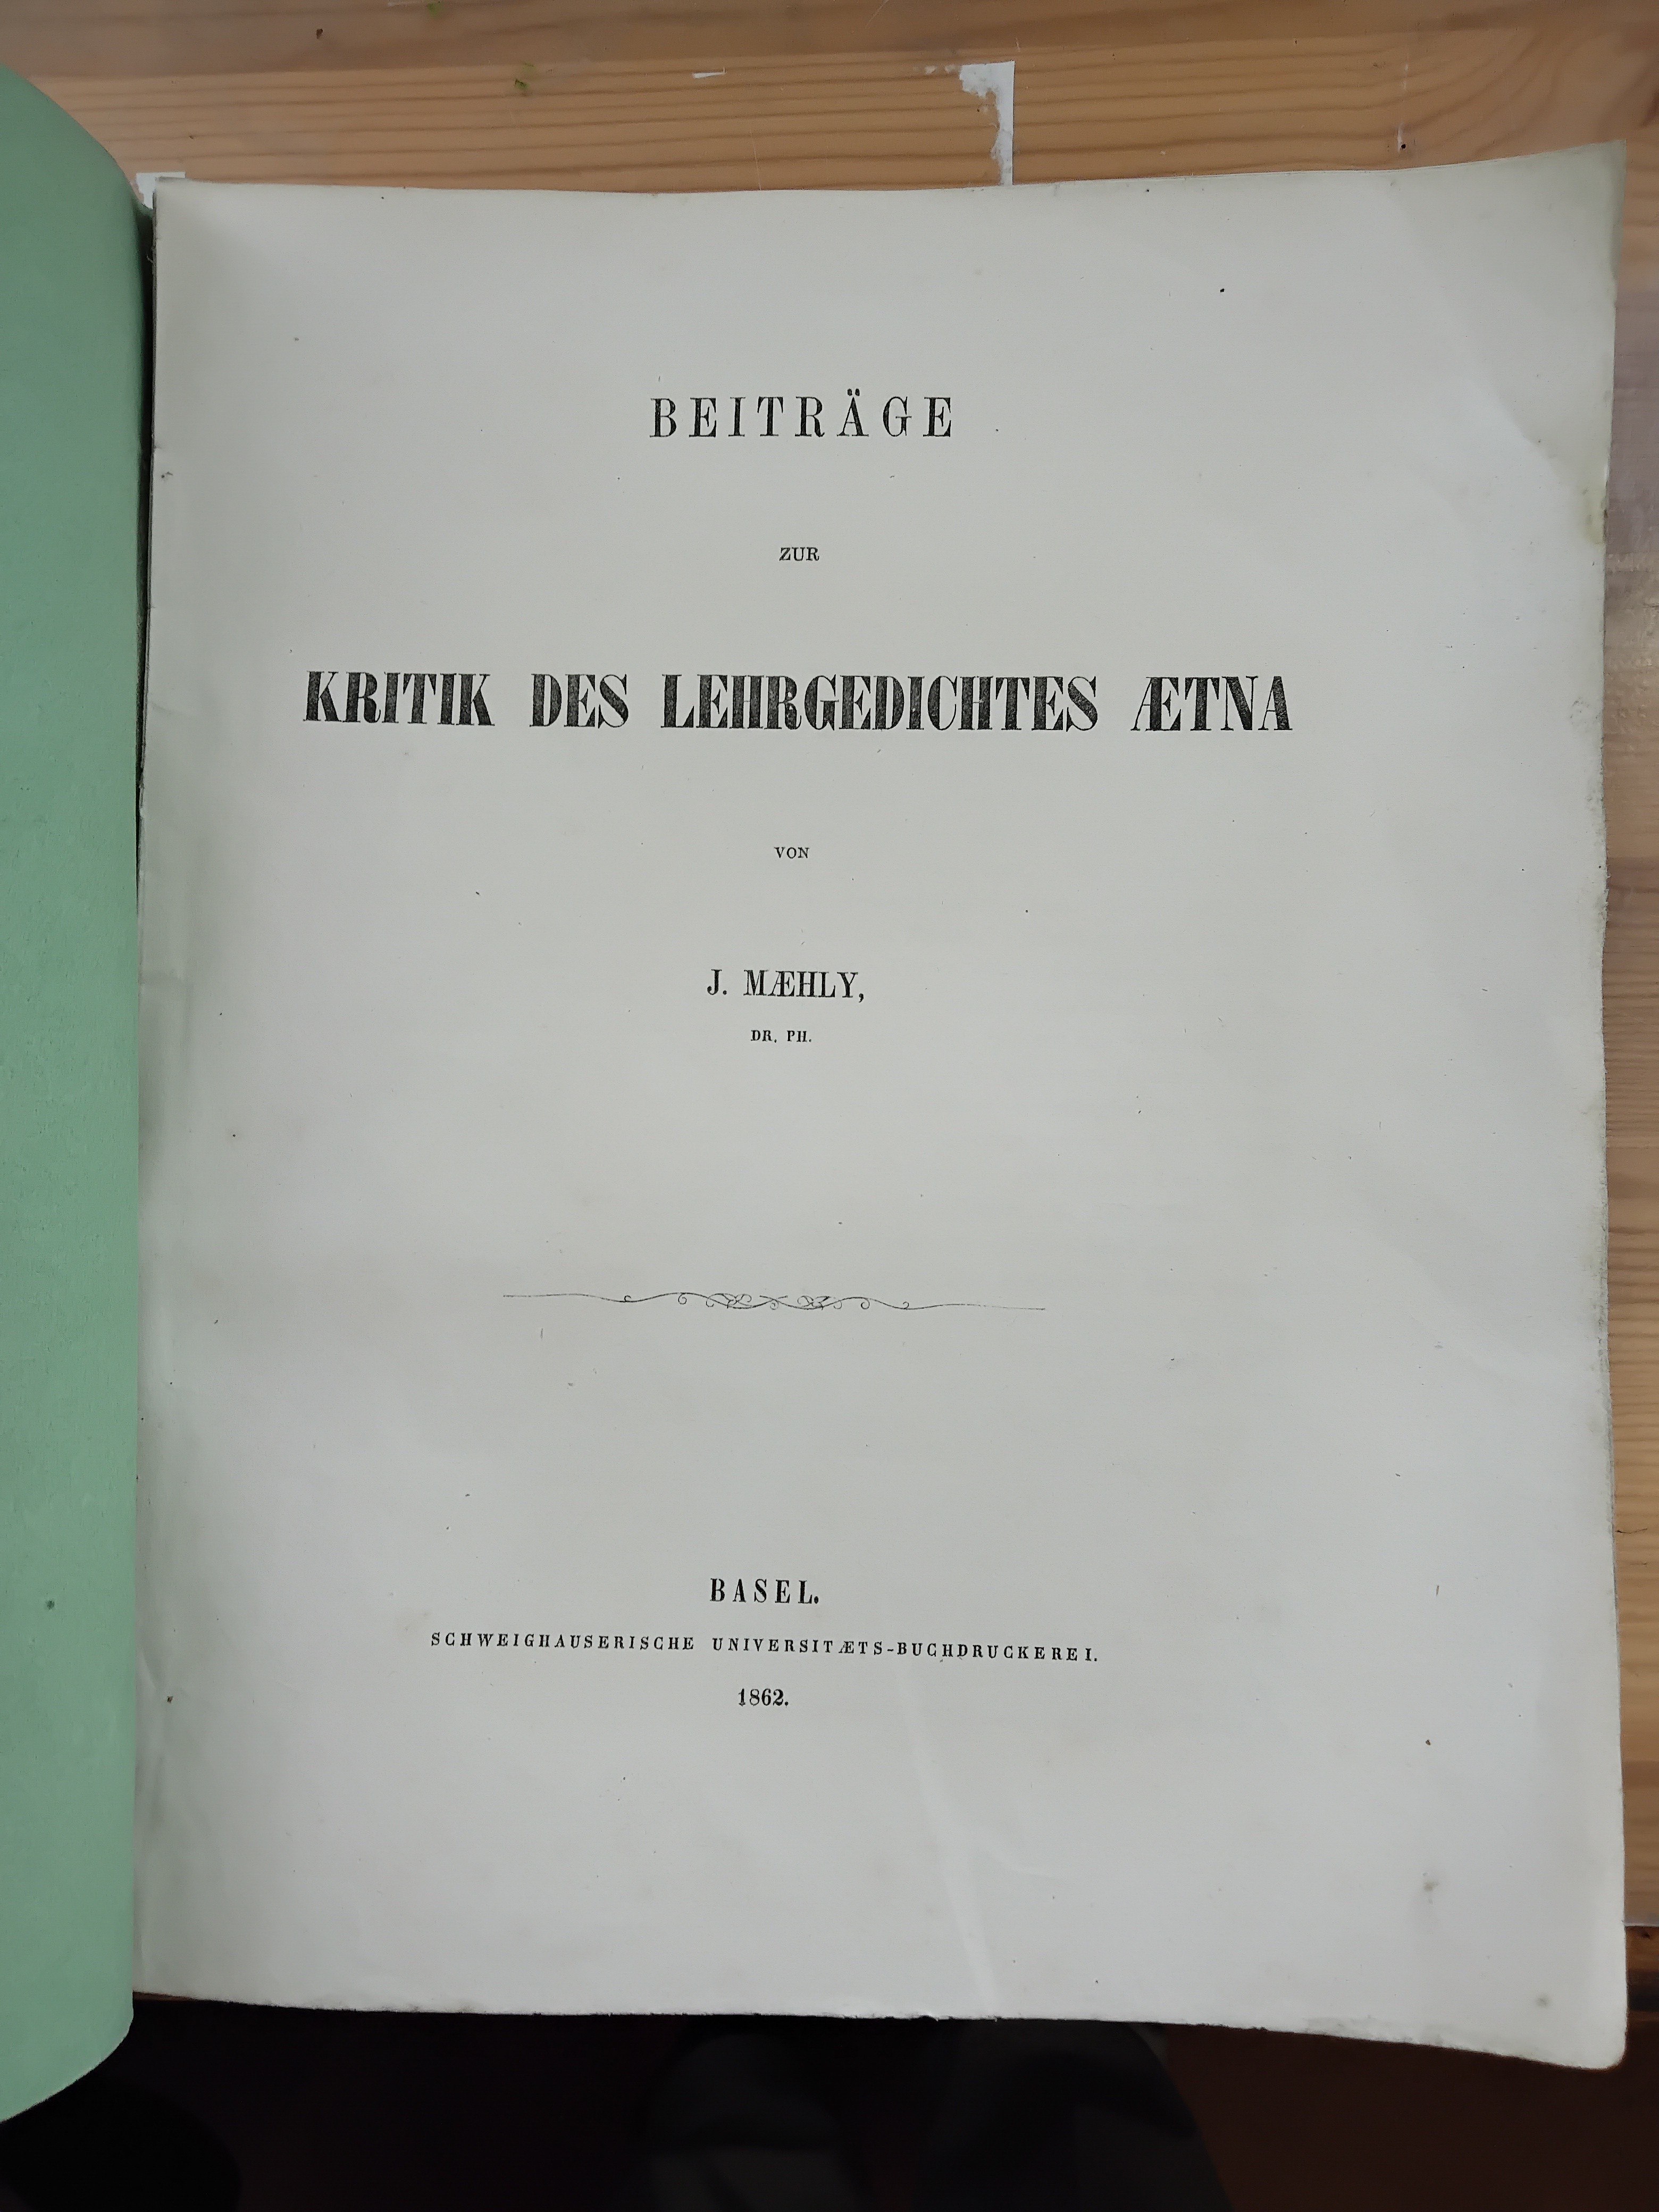 BEITRÄGE
ZUR
KRITIK DES LEHRGEDICHTES ÆTNA
VON
J. MÆHLY,
DR. PH.
BASEL.
SCHWEIGHAUSERISCHE UNIVERSITÆTS-BUCHDRUCKEREI.
1862.